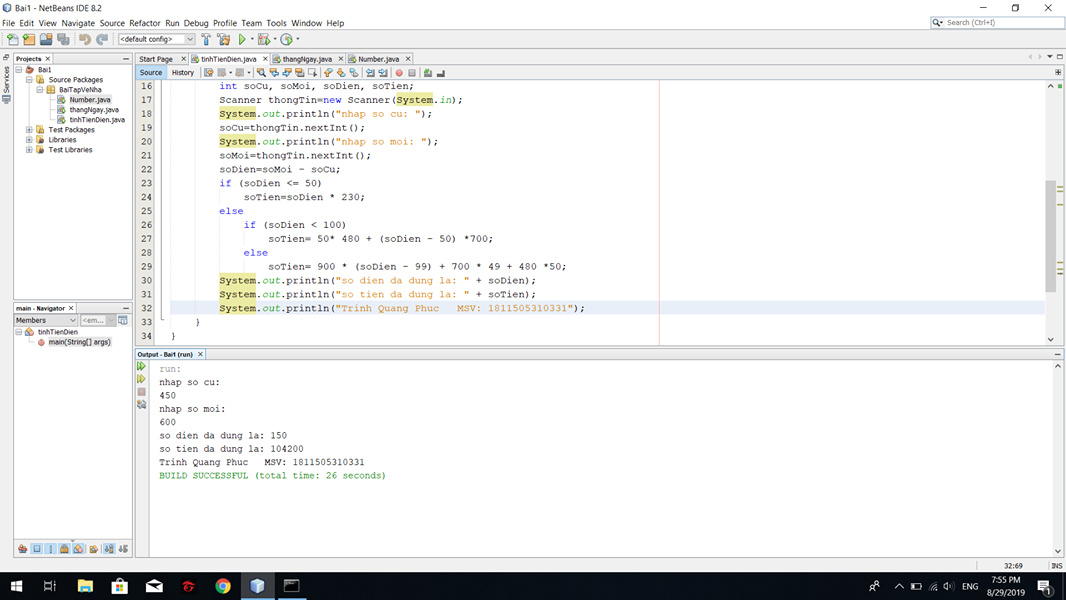 Bai1 - NetBeans IDE 8.2
File Edit View Navigate Source Refactor Run Debug Profile Team Tools Window Help
Search (Ctrl+I)
<default config>
Projects
Services
Bai1
Source Packages
BaiTapVeNha
Number.java
thangNgay.java
tinhTienDien.java
Test Packages
Libraries
Test Libraries
Start Page tinhTienDien.java thangNgay.java Number.java
Source History
16 int soCu, soMoi, soDien, soTien;
17 Scanner thongTin=new Scanner(System.in);
18 System.out.println("nhap so cu: ");
19 soCu=thongTin.nextInt();
20 System.out.println("nhap so moi: ");
21 soMoi=thongTin.nextInt();
22 soDien=soMoi - soCu;
23 if (soDien <= 50)
24 soTien=soDien * 230;
25 else
26 if (soDien < 100)
27 soTien= 50* 480 + (soDien - 50) *700;
28 else
29 soTien= 900 * (soDien - 99) + 700 * 49 + 480 *50;
30 System.out.println("so dien da dung la: " + soDien);
31 System.out.println("so tien da dung la: " + soTien);
32 System.out.println("Trinh Quang Phuc   MSV: 1811505310331");
33 }
34 }
main - Navigator
Members <em...
tinhTienDien
main(String[] args)
Output - Bai1 (run)
run:
nhap so cu:
450
nhap so moi:
600
so dien da dung la: 150
so tien da dung la: 104200
Trinh Quang Phuc   MSV: 1811505310331
BUILD SUCCESSFUL (total time: 26 seconds)
32:69 INS
ENG
7:55 PM
8/29/2019
1